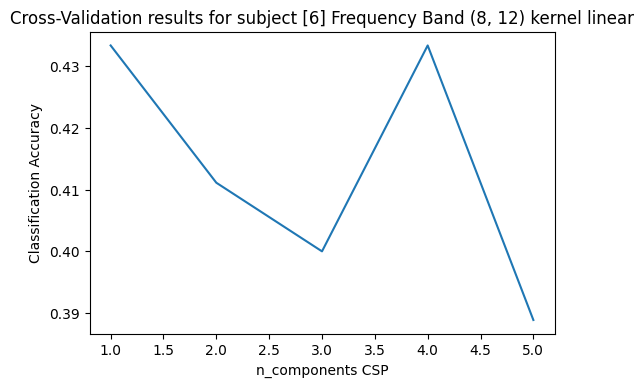 Cross-Validation results for subject [6] Frequency Band (8, 12) kernel linear
Classification Accuracy
0.43
0.42
0.41
0.40
0.39
1.0 1.5 2.0 2.5 3.0 3.5 4.0 4.5 5.0
n_components CSP